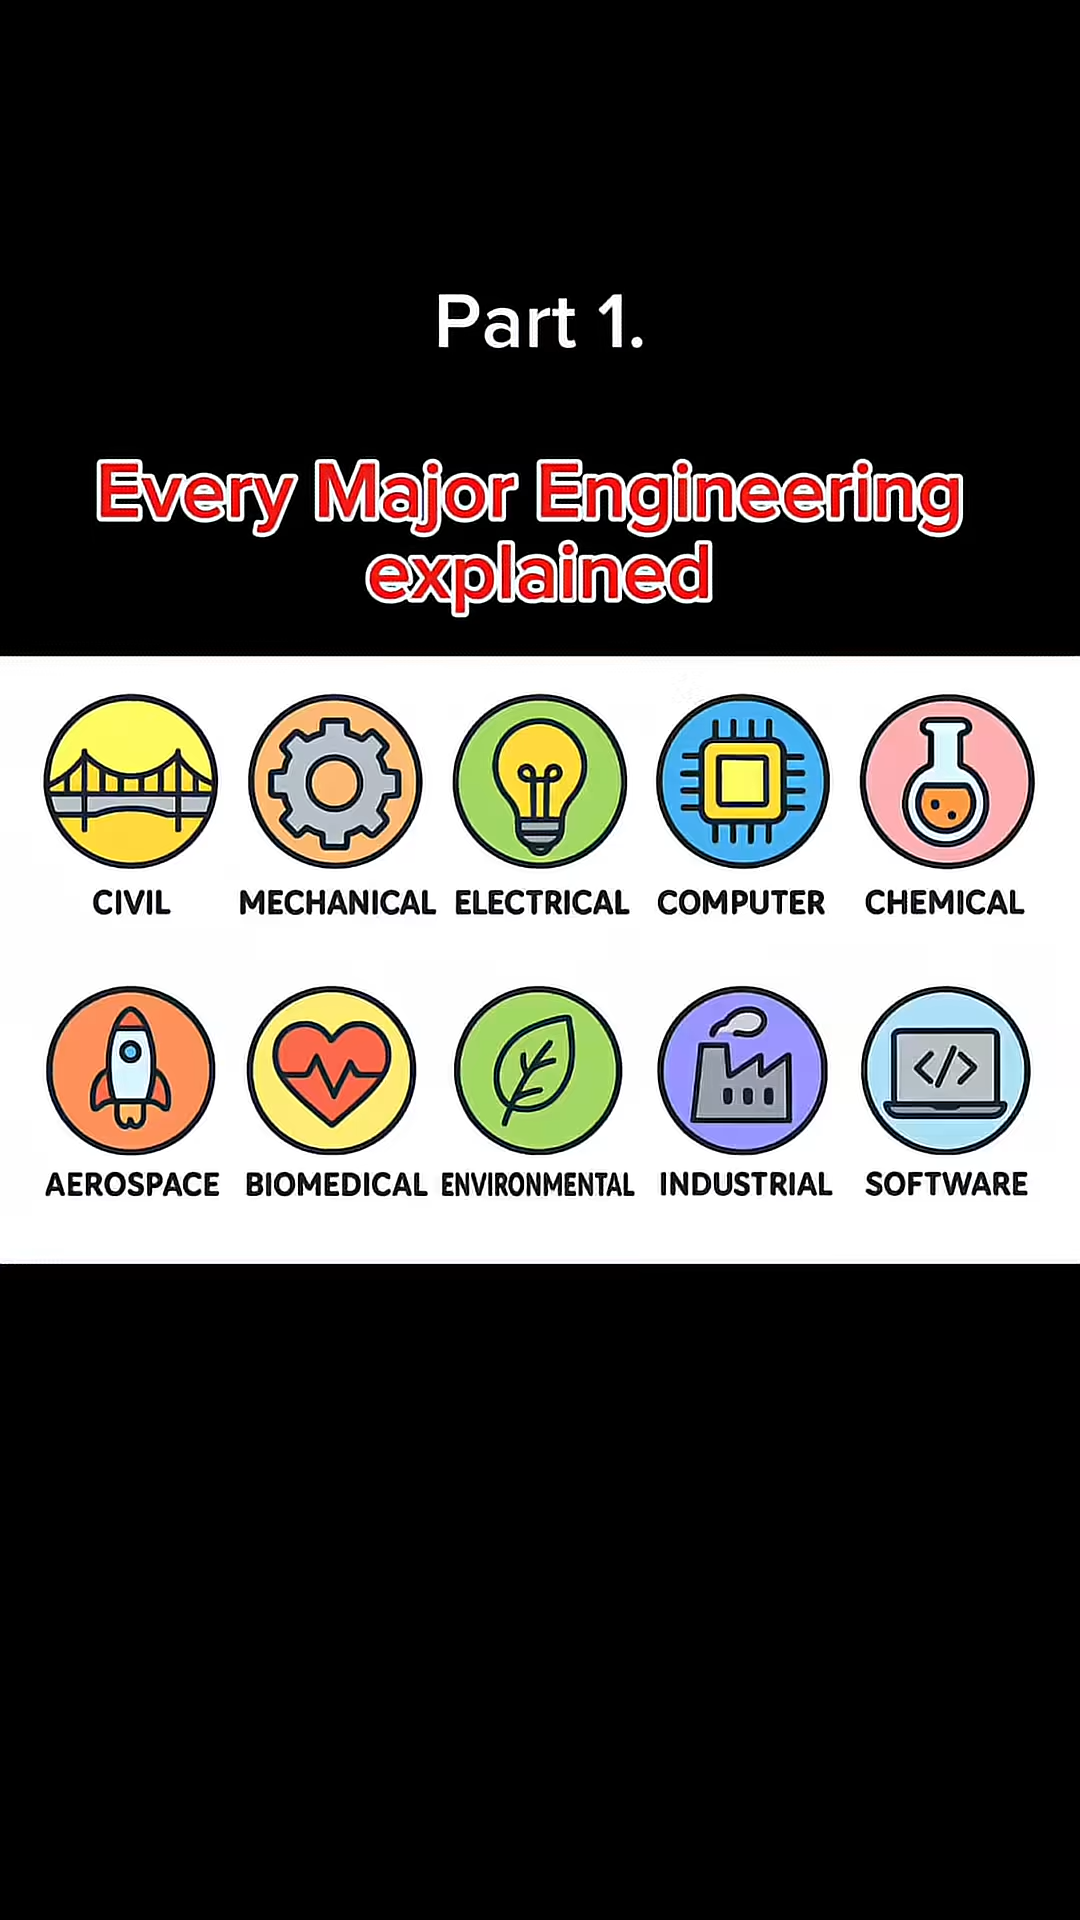 Part 1.
Every Major Engineering
explained
CIVIL MECHANICAL ELECTRICAL COMPUTER CHEMICAL
</>
AEROSPACE BIOMEDICAL ENVIRONMENTAL INDUSTRIAL SOFTWARE